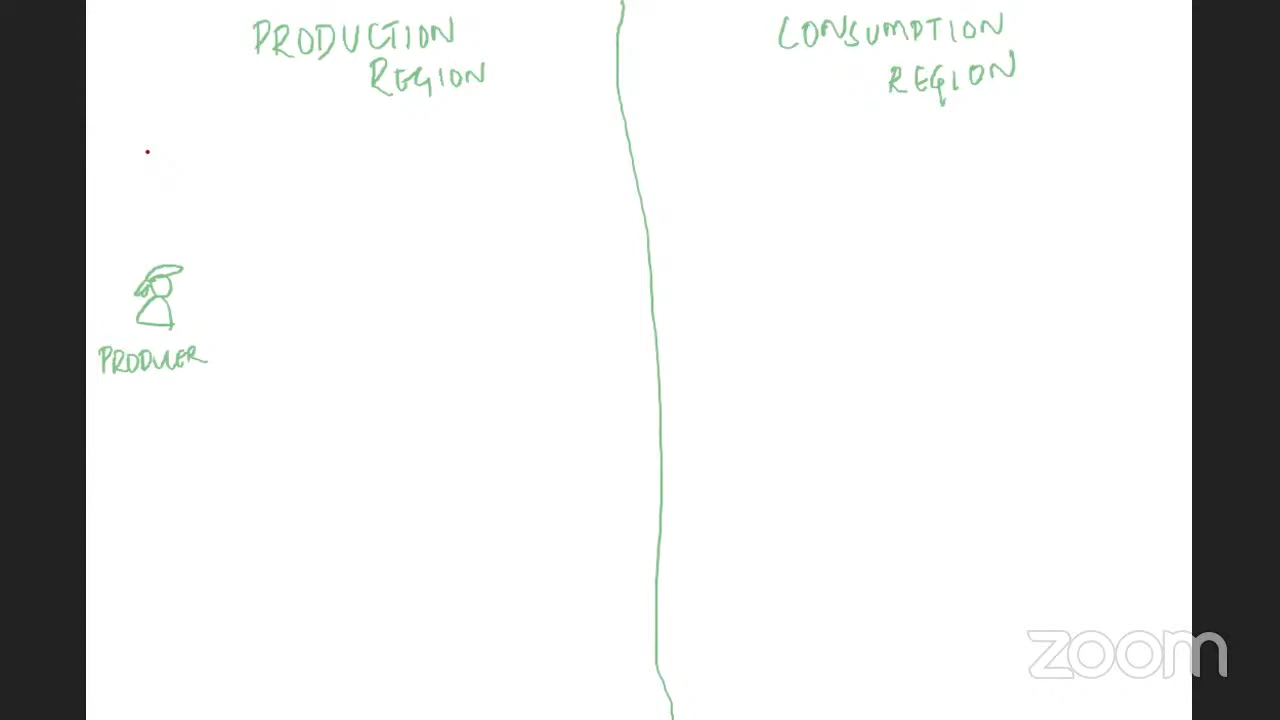 PRODUCTION
REGION
CONSUMPTION
REGION
PRODUCER
zoom